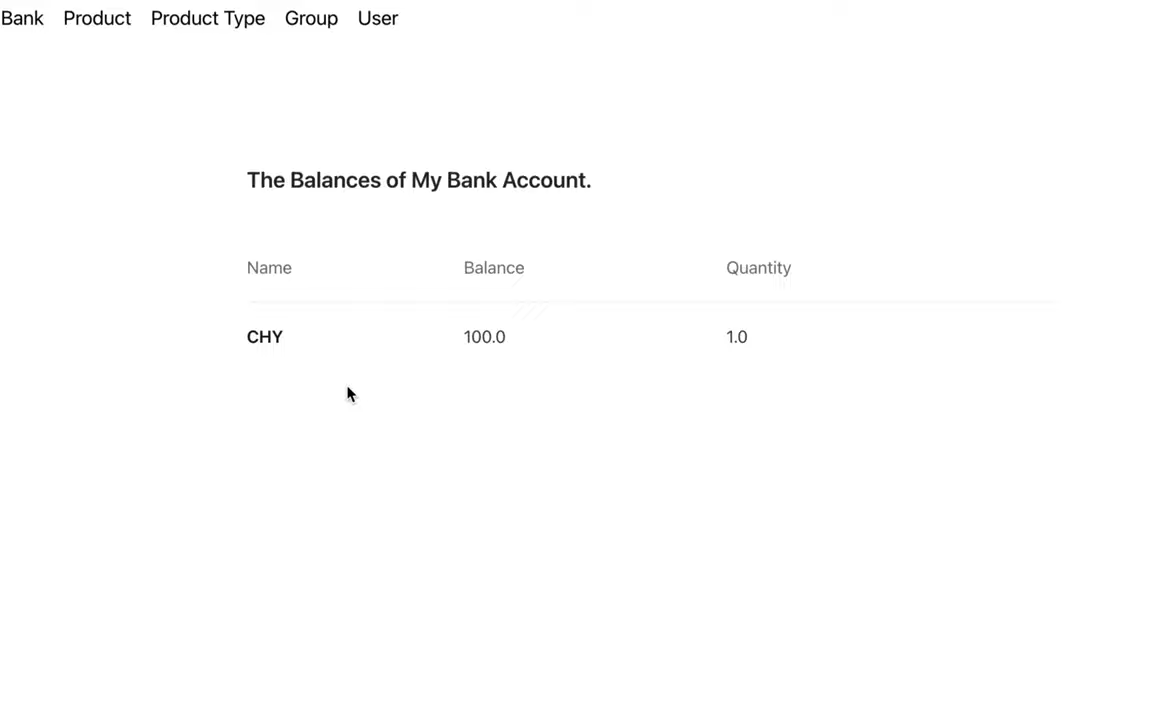 Bank Product Product Type Group User
The Balances of My Bank Account.
Name Balance Quantity
CHY 100.0 1.0